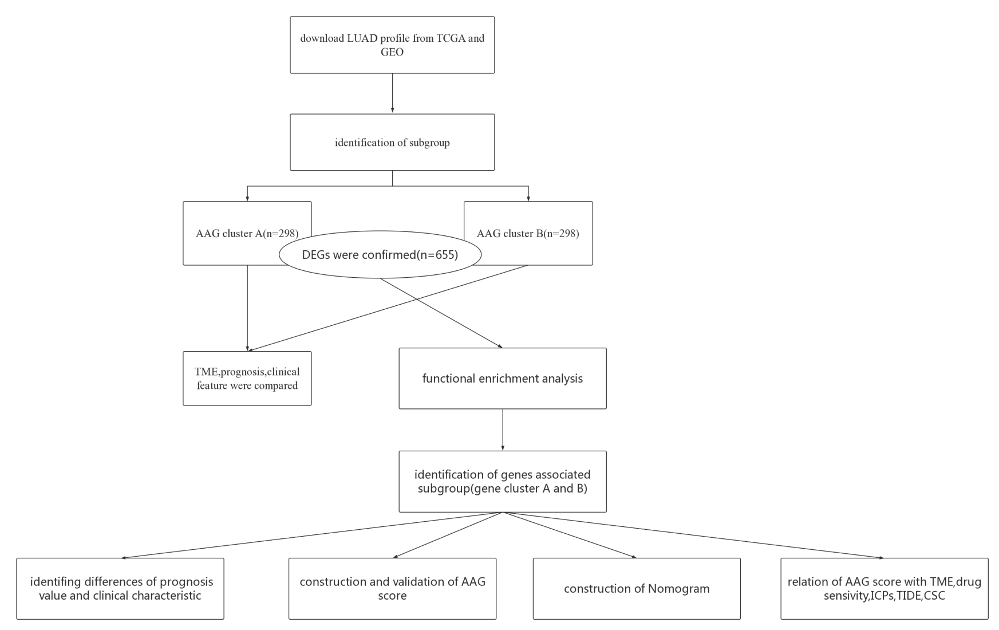 download LUAD profile from TCGA and
GEO
identification of subgroup
AAG cluster A(n=298)
AAG cluster B(n=298)
DEGs were confirmed(n=655)
TME,prognosis,clinical
feature were compared
functional enrichment analysis
identification of genes associated
subgroup(gene cluster A and B)
identifing differences of prognosis
value and clinical characteristic
construction and validation of AAG
score
construction of Nomogram
relation of AAG score with TME,drug
sensivity,ICPs,TIDE,CSC